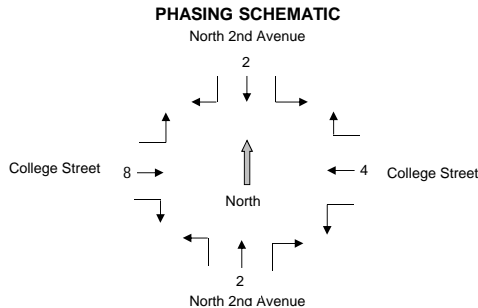 PHASING SCHEMATIC
North 2nd Avenue
2
College Street 8
4 College Street
North
2
North 2ng Avenue